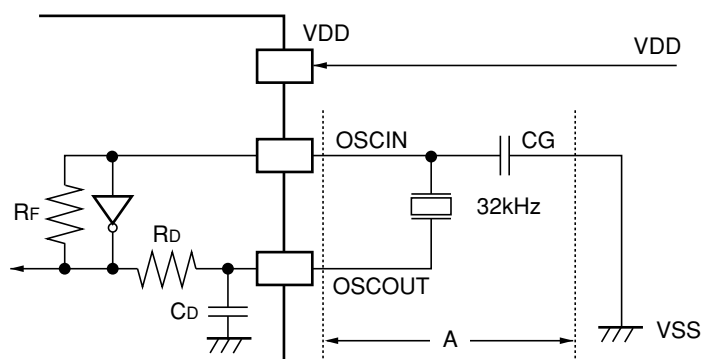 VDD
VDD
OSCIN
CG
RF
32kHz
RD
OSCOUT
CD
A
VSS